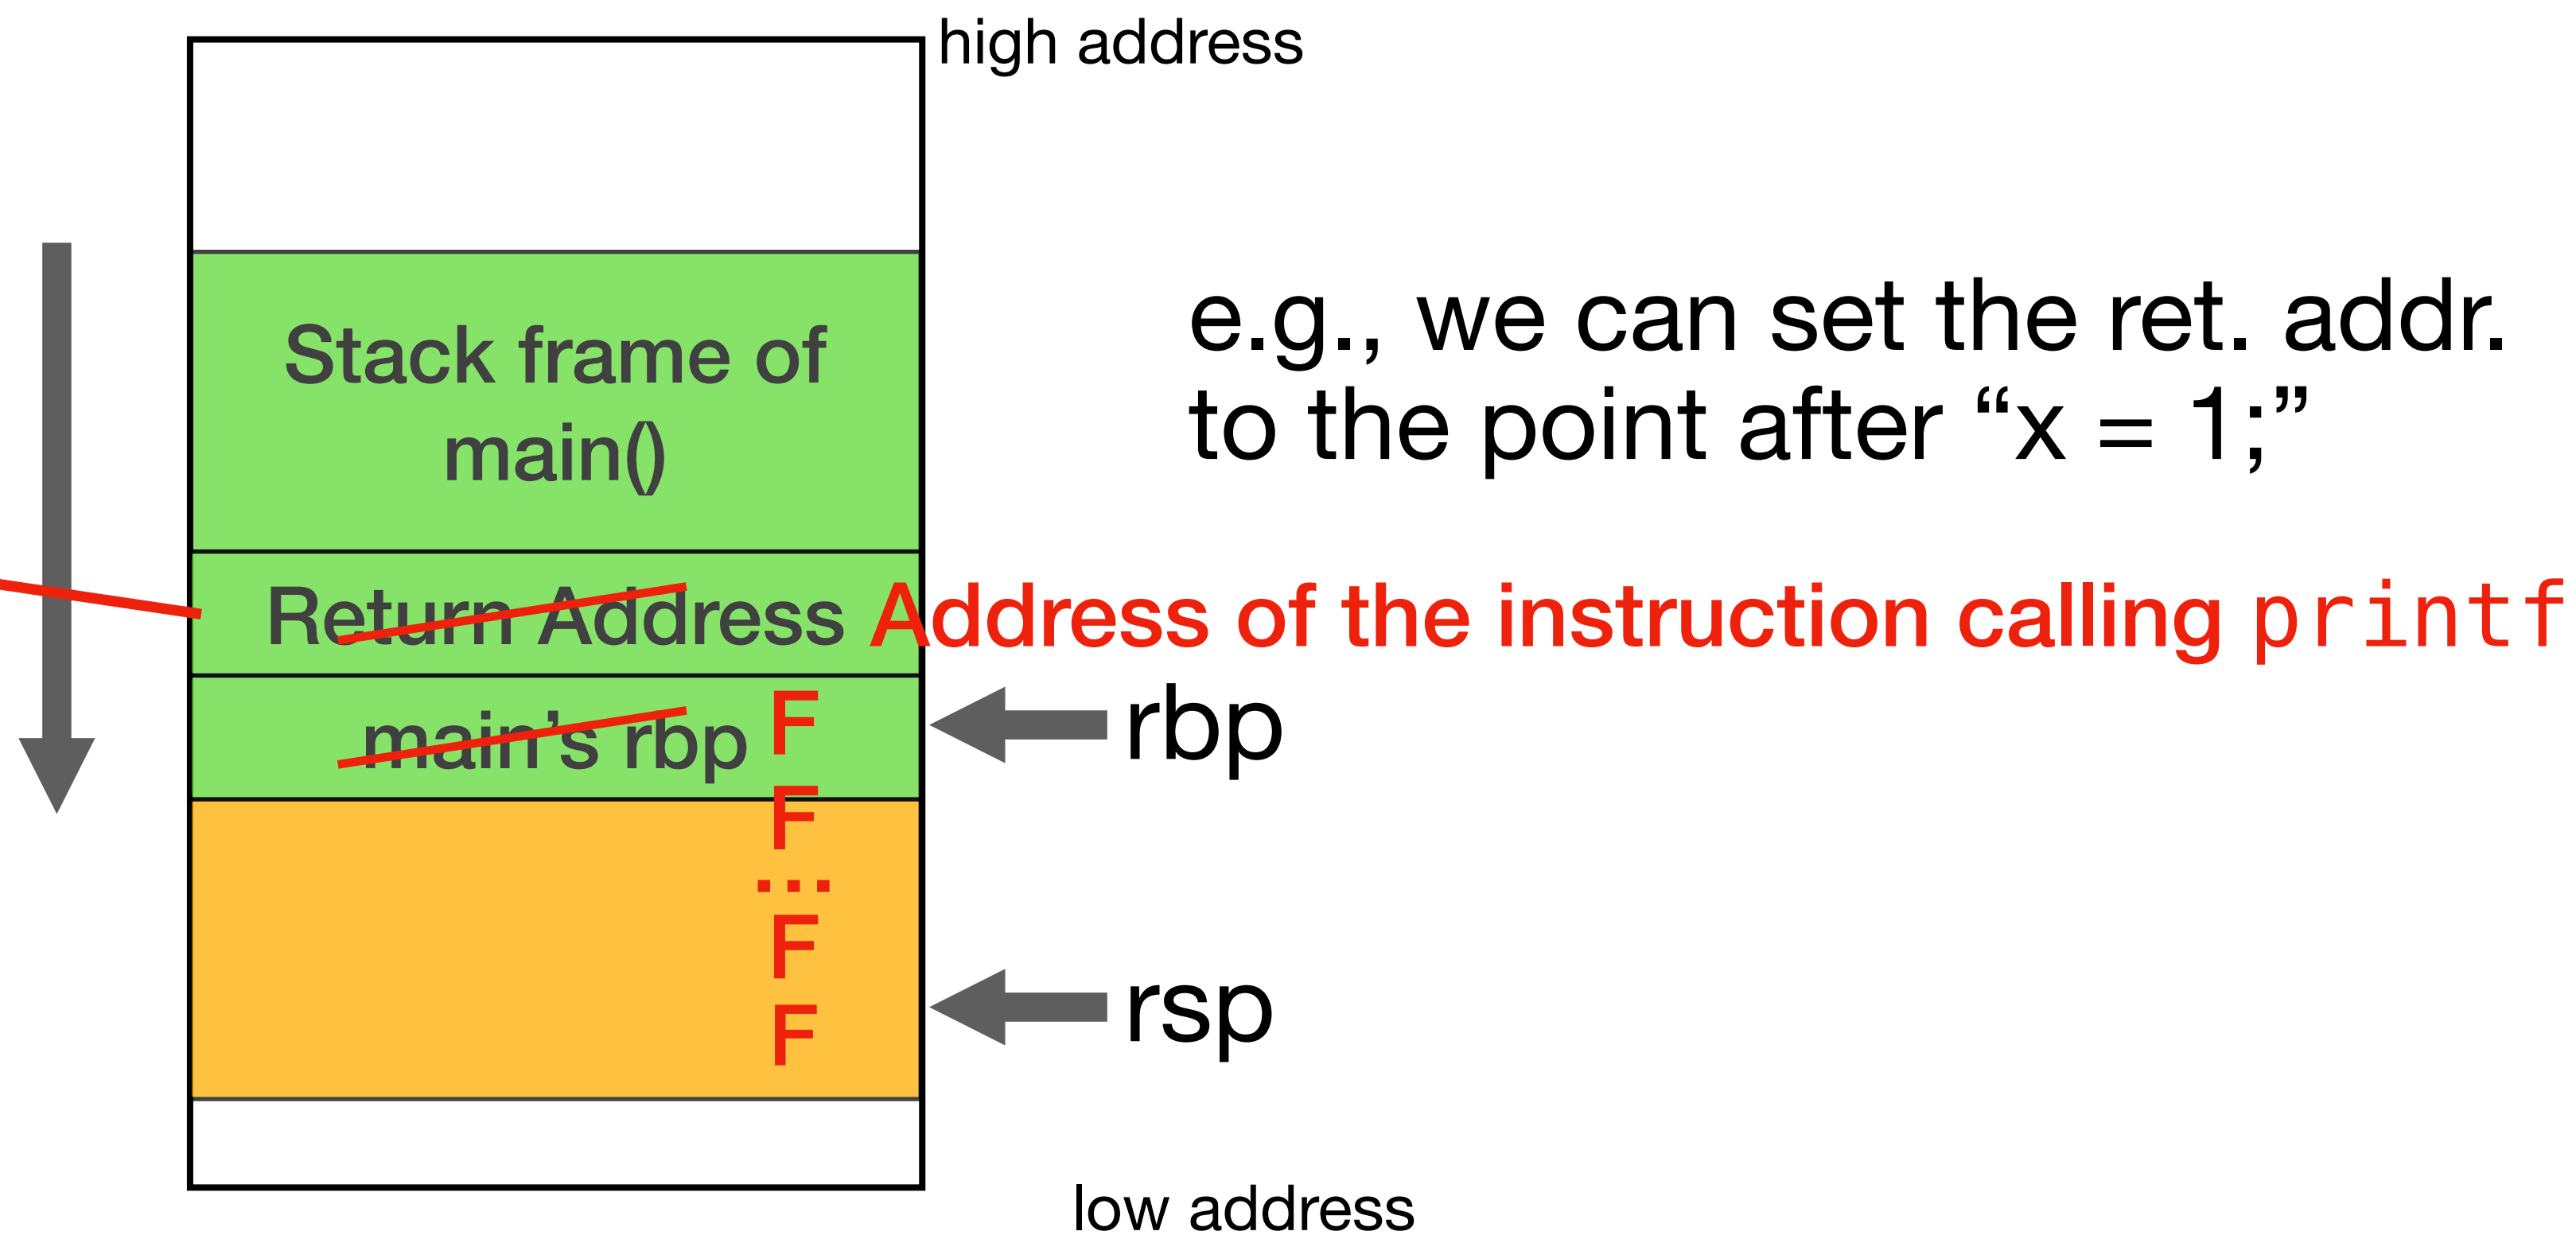 high address
Stack frame of
main()
e.g., we can set the ret. addr.
to the point after “x = 1;”
Return Address Address of the instruction calling printf
main’s rbp F
rbp
F
...
F
F
rsp
low address